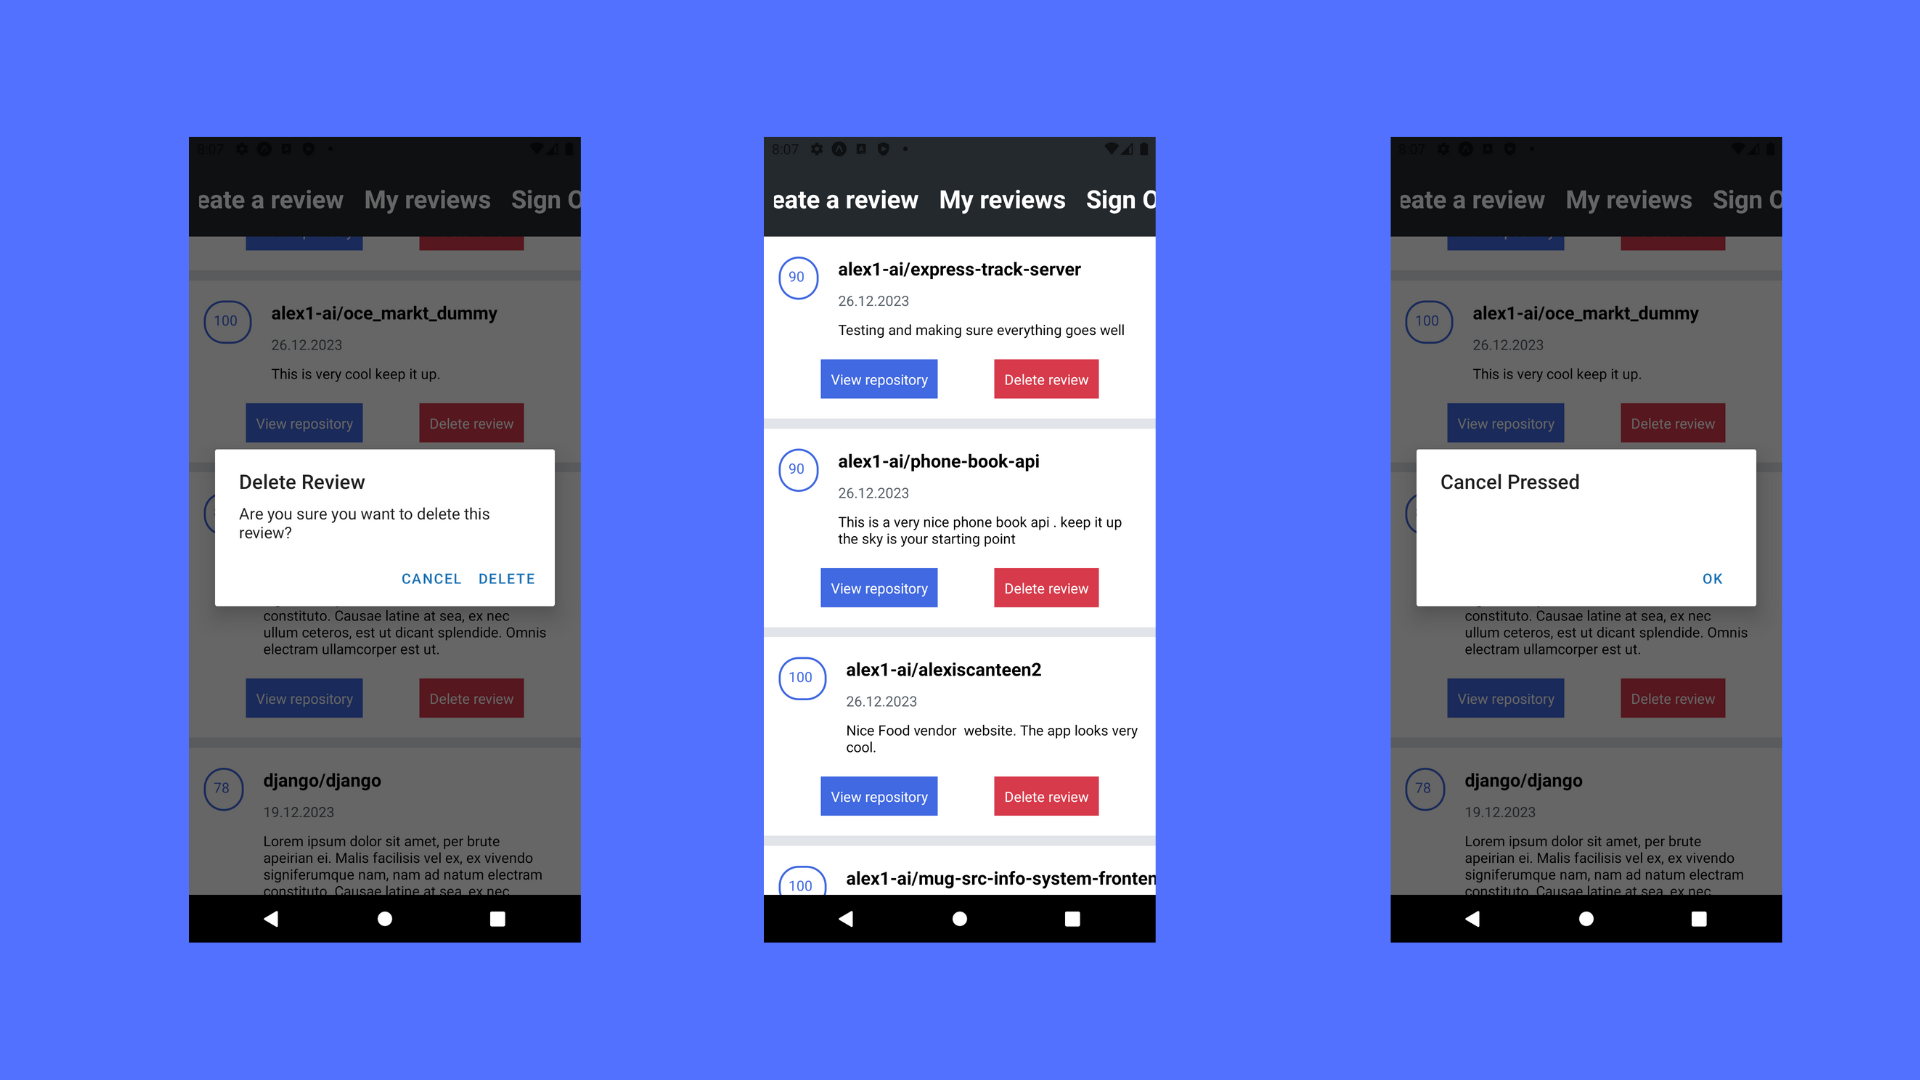 8:07
eate a review My reviews Sign O
100
alex1-ai/oce_markt_dummy
26.12.2023
This is very cool keep it up.
View repository Delete review
Delete Review
Are you sure you want to delete this
review?
CANCEL DELETE
constituto. Causae latine at sea, ex nec
ullum ceteros, est ut dicant splendide. Omnis
electram ullamcorper est ut.
View repository Delete review
78
django/django
19.12.2023
Lorem ipsum dolor sit amet, per brute
apeirian ei. Malis facilisis vel ex, ex vivendo
signiferumque nam, nam ad natum electram
constituto. Causae latine at sea, ex nec
8:07
eate a review My reviews Sign O
90
alex1-ai/express-track-server
26.12.2023
Testing and making sure everything goes well
View repository Delete review
90
alex1-ai/phone-book-api
26.12.2023
This is a very nice phone book api . keep it up
the sky is your starting point
View repository Delete review
100
alex1-ai/alexiscanteen2
26.12.2023
Nice Food vendor  website. The app looks very
cool.
View repository Delete review
100
alex1-ai/mug-src-info-system-fronten
8:07
eate a review My reviews Sign O
100
alex1-ai/oce_markt_dummy
26.12.2023
This is very cool keep it up.
View repository Delete review
Cancel Pressed
OK
constituto. Causae latine at sea, ex nec
ullum ceteros, est ut dicant splendide. Omnis
electram ullamcorper est ut.
View repository Delete review
78
django/django
19.12.2023
Lorem ipsum dolor sit amet, per brute
apeirian ei. Malis facilisis vel ex, ex vivendo
signiferumque nam, nam ad natum electram
constituto. Causae latine at sea, ex nec